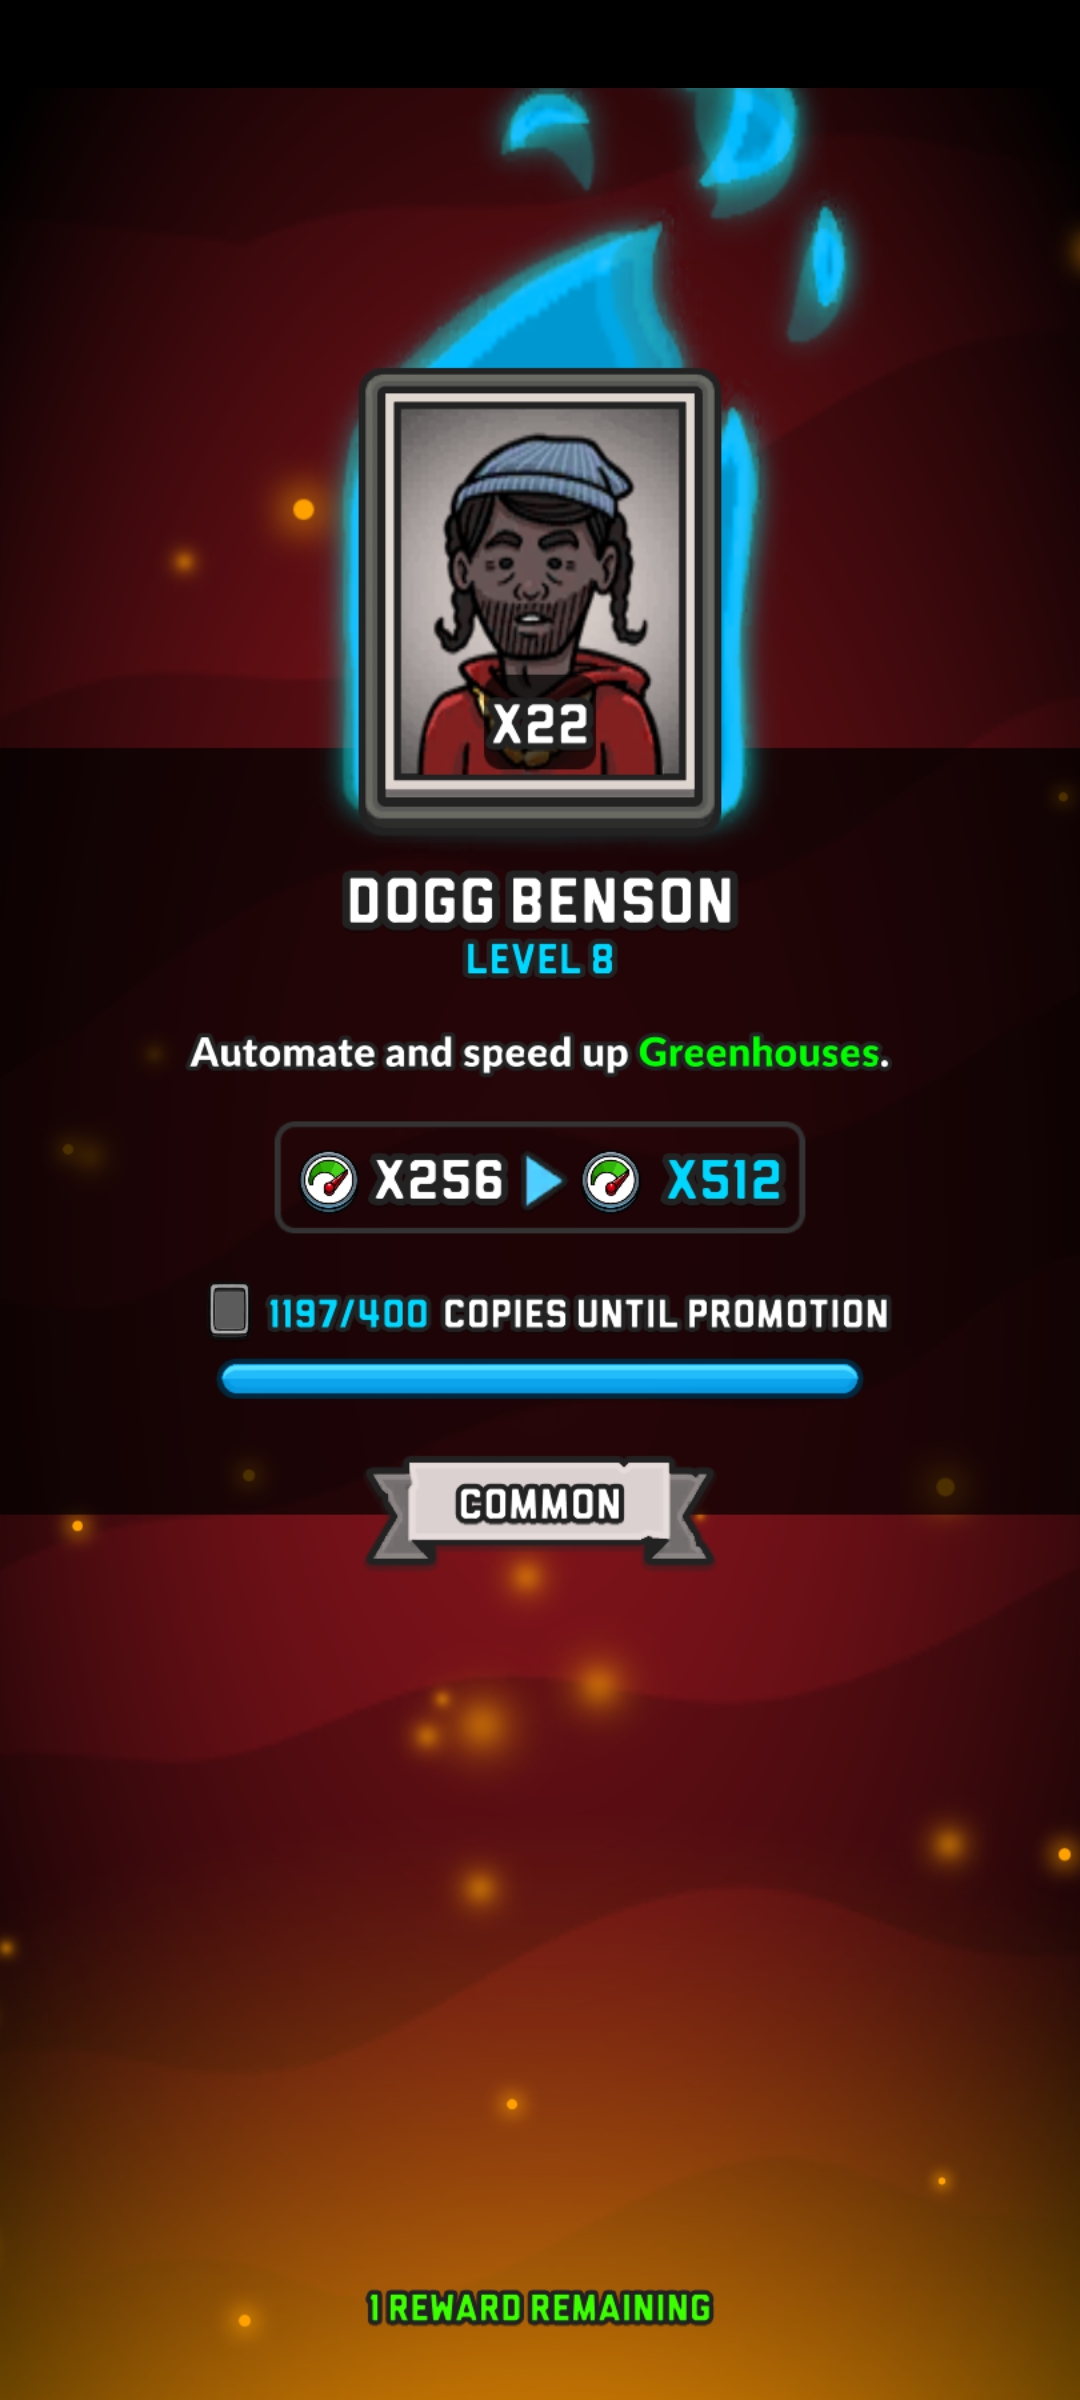 X22
DOGG BENSON
LEVEL 8
Automate and speed up Greenhouses.
X256 X512
1197/400 COPIES UNTIL PROMOTION
COMMON
1 REWARD REMAINING